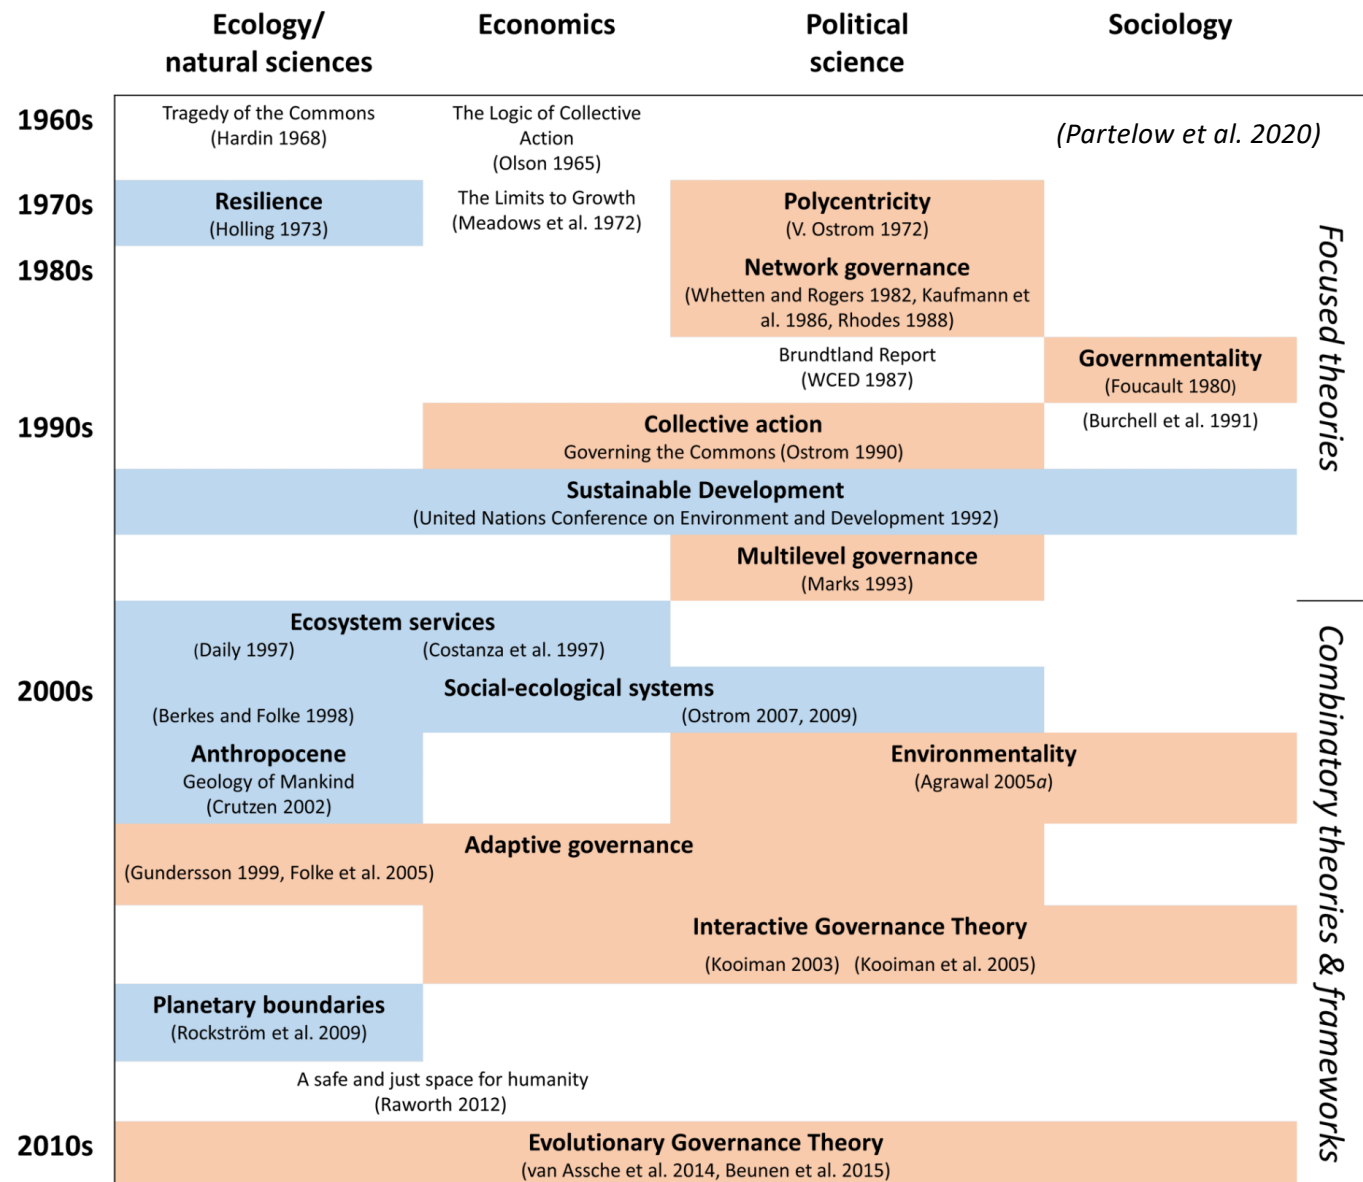 Ecology/
natural sciences
Economics
Political
science
Sociology
1960s
Tragedy of the Commons
(Hardin 1968)
The Logic of Collective
Action
(Olson 1965)
(Partelow et al. 2020)
1970s
Resilience
(Holling 1973)
The Limits to Growth
(Meadows et al. 1972)
Polycentricity
(V. Ostrom 1972)
Focused theories
1980s
Network governance
(Whetten and Rogers 1982, Kaufmann et
al. 1986, Rhodes 1988)
Brundtland Report
(WCED 1987)
Governmentality
(Foucault 1980)
1990s
Collective action
Governing the Commons (Ostrom 1990)
(Burchell et al. 1991)
Sustainable Development
(United Nations Conference on Environment and Development 1992)
Multilevel governance
(Marks 1993)
Ecosystem services
(Daily 1997)
(Costanza et al. 1997)
Combinatory theories & frameworks
2000s
Social-ecological systems
(Berkes and Folke 1998)
(Ostrom 2007, 2009)
Anthropocene
Geology of Mankind
(Crutzen 2002)
Environmentality
(Agrawal 2005a)
Adaptive governance
(Gundersson 1999, Folke et al. 2005)
Interactive Governance Theory
(Kooiman 2003) (Kooiman et al. 2005)
Planetary boundaries
(Rockström et al. 2009)
A safe and just space for humanity
(Raworth 2012)
2010s
Evolutionary Governance Theory
(van Assche et al. 2014, Beunen et al. 2015)